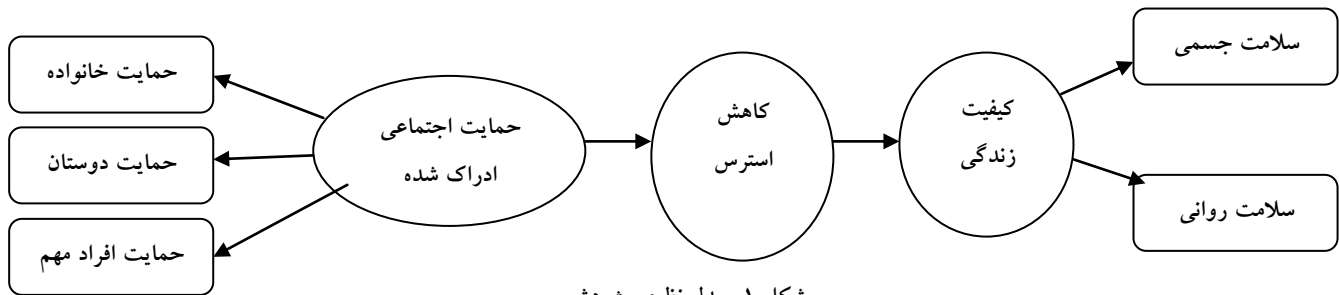 سلامت جسمی
حمایت خانواده
کیفیت
زندگی
کاهش
استرس
حمایت اجتماعی
ادراک شده
حمایت دوستان
سلامت روانی
حمایت افراد مهم